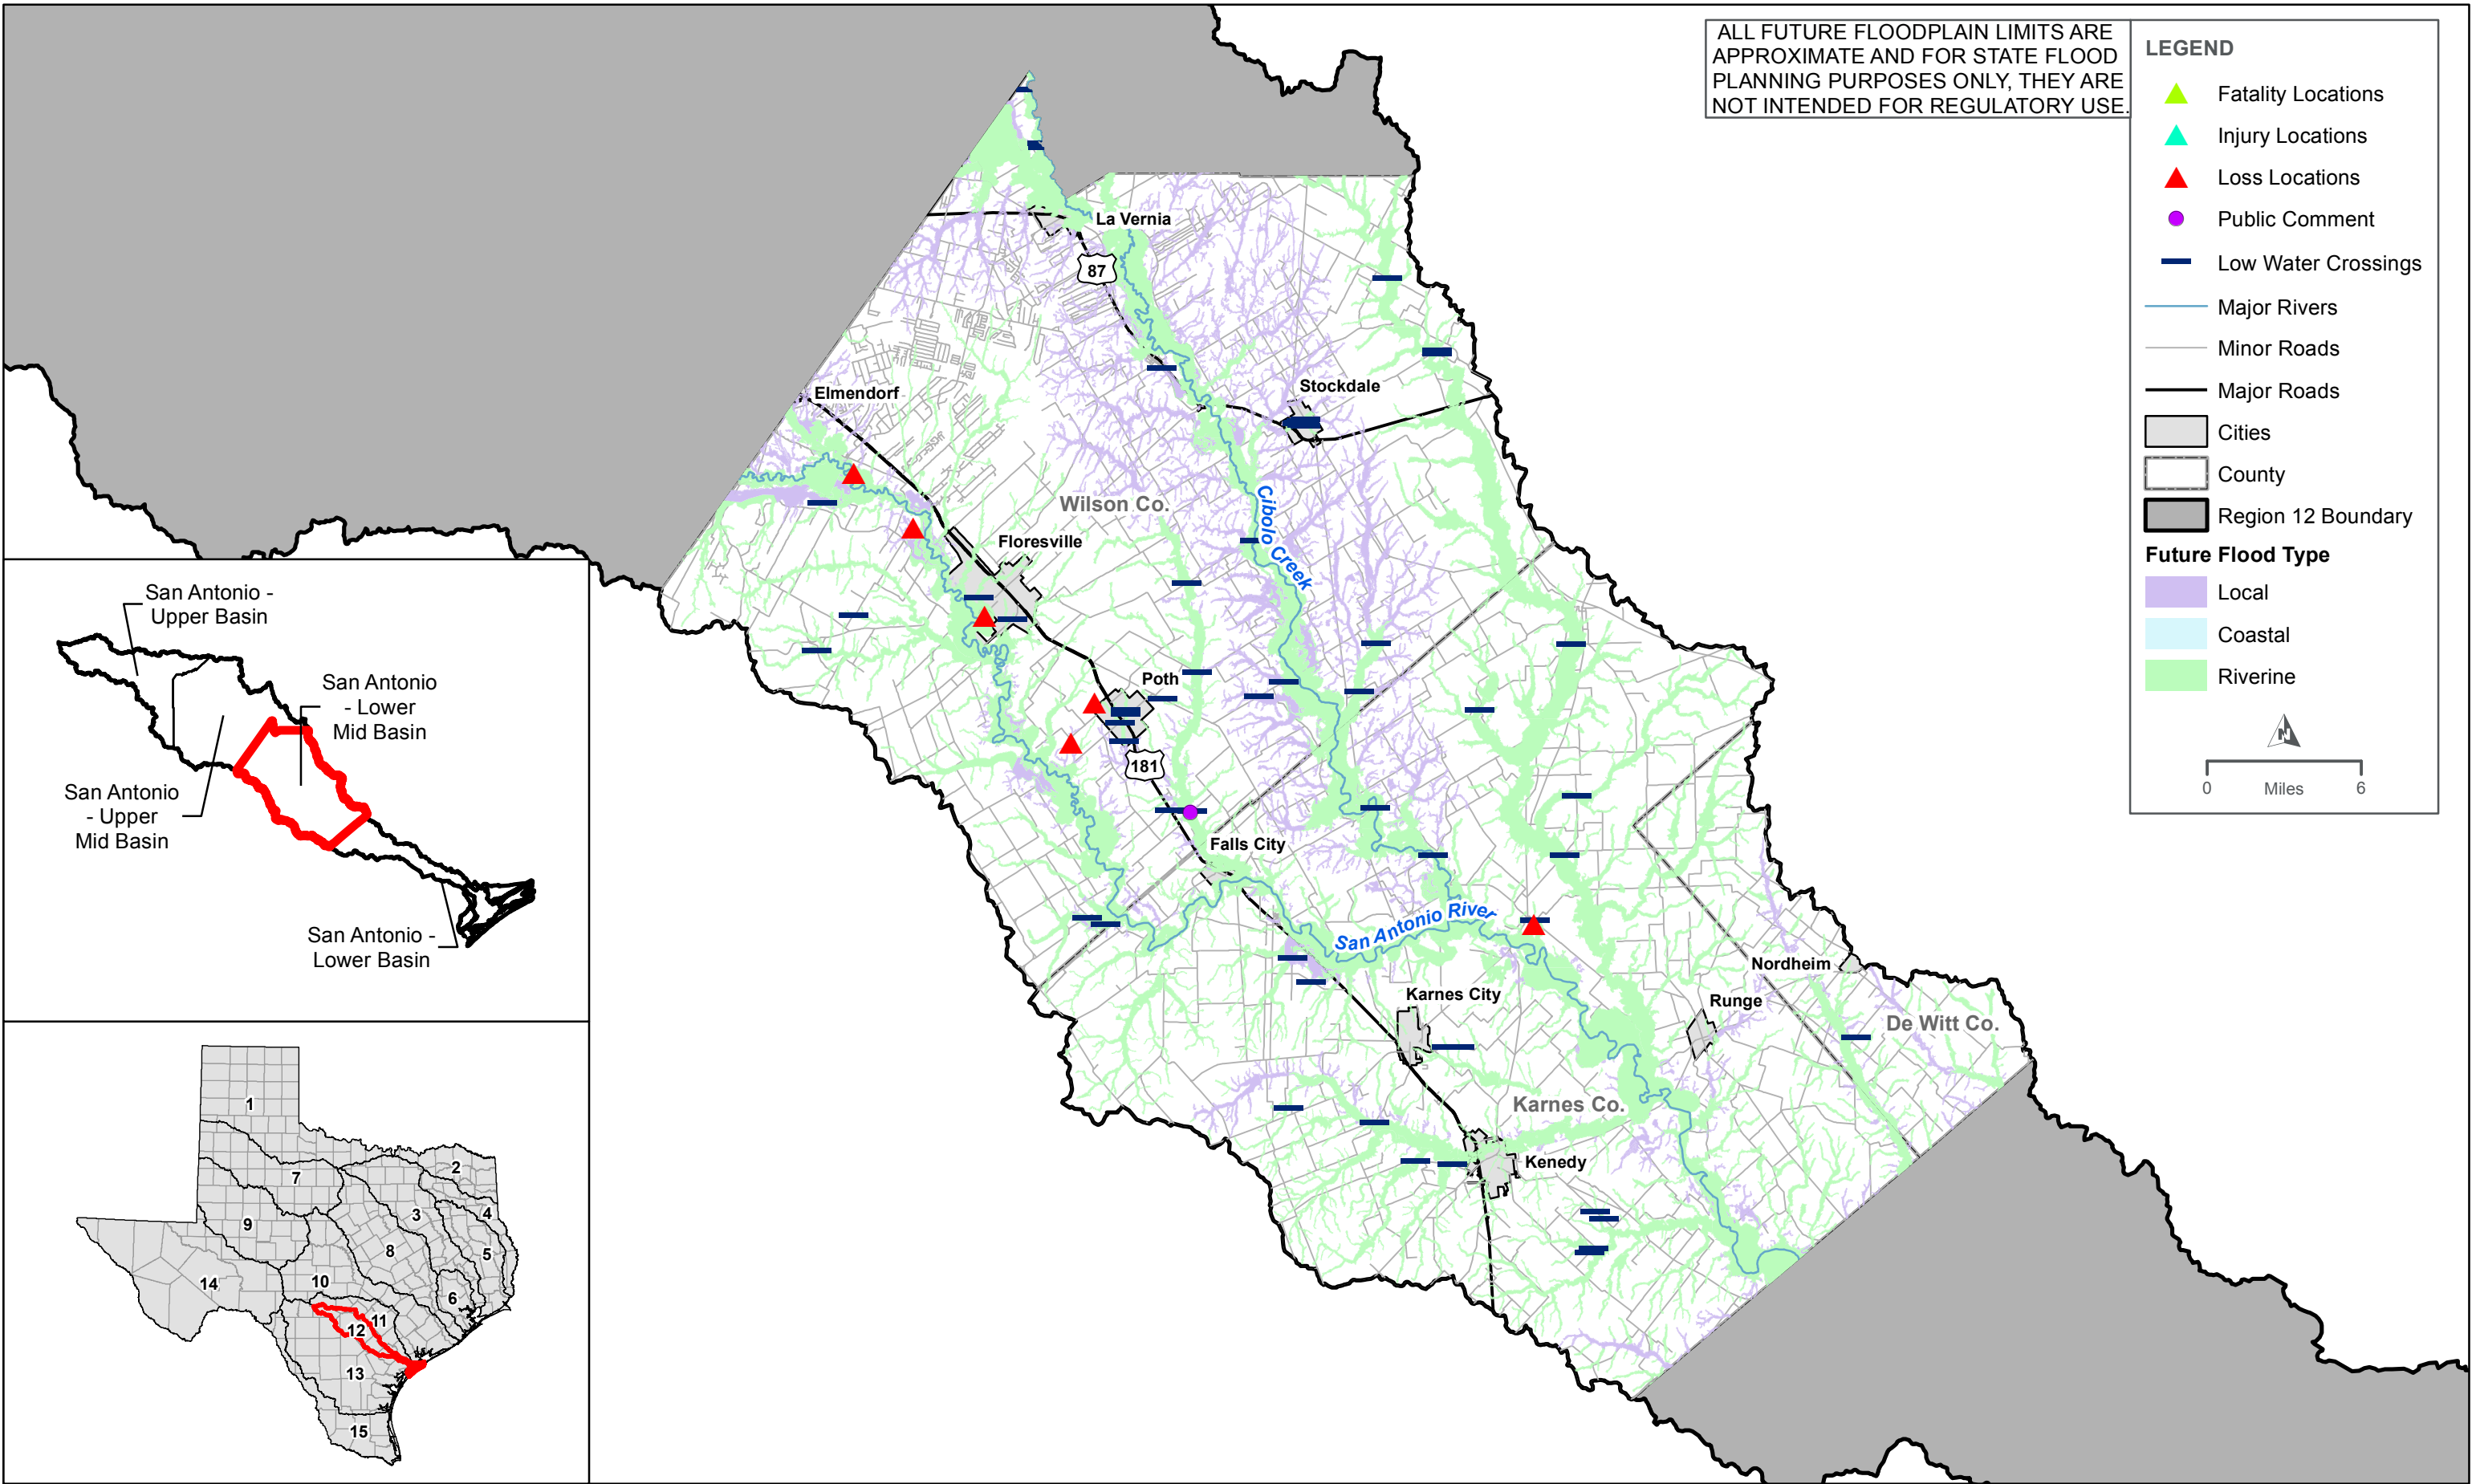 ALL FUTURE FLOODPLAIN LIMITS ARE
APPROXIMATE AND FOR STATE FLOOD
PLANNING PURPOSES ONLY, THEY ARE
NOT INTENDED FOR REGULATORY USE.
LEGEND
Fatality Locations
Injury Locations
Loss Locations
Public Comment
Low Water Crossings
Major Rivers
Minor Roads
Major Roads
Cities
County
Region 12 Boundary
Future Flood Type
Local
Coastal
Riverine
N
0 Miles 6
La Vernia
87
Elmendorf
Stockdale
Wilson Co.
Cibolo Creek
Floresville
Poth
181
Falls City
San Antonio River
Nordheim
Karnes City
Runge
De Witt Co.
Karnes Co.
Kenedy
San Antonio -
Upper Basin
San Antonio
- Lower
Mid Basin
San Antonio
- Upper
Mid Basin
San Antonio -
Lower Basin
1
2
7
3
4
9
8
5
14
10
6
11
12
13
15